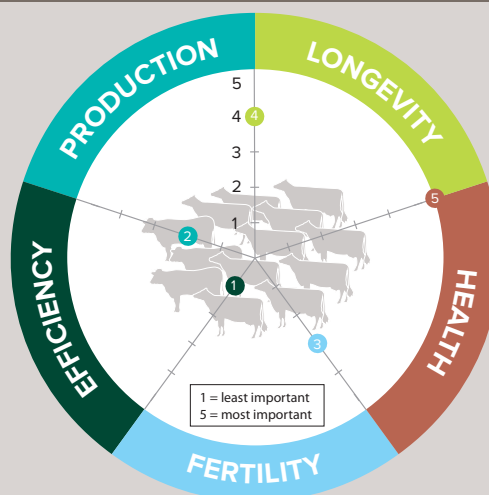 PRODUCTION
LONGEVITY
HEALTH
FERTILITY
EFFICIENCY
5
4
4
3
2
1
5
2
1
3
1 = least important
5 = most important